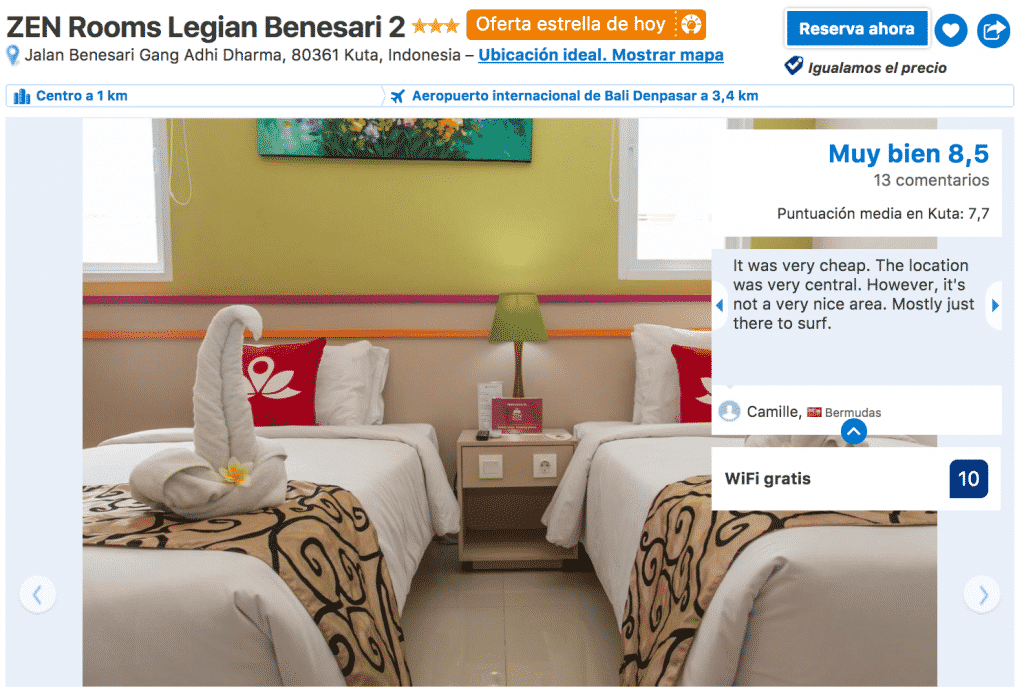 ZEN Rooms Legian Benesari 2
Oferta estrella de hoy
Reserva ahora
Jalan Benesari Gang Adhi Dharma, 80361 Kuta, Indonesia – Ubicación ideal. Mostrar mapa
Igualamos el precio
Centro a 1 km
Aeropuerto internacional de Bali Denpasar a 3,4 km
Muy bien 8,5
13 comentarios
Puntuación media en Kuta: 7,7
It was very cheap. The location
was very central. However, it's
not a very nice area. Mostly just
there to surf.
Camille, Bermudas
WiFi gratis
10